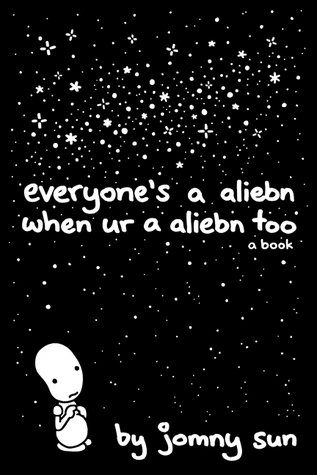 everyone's a aliebn
when ur a aliebn too
a book
by jomny sun